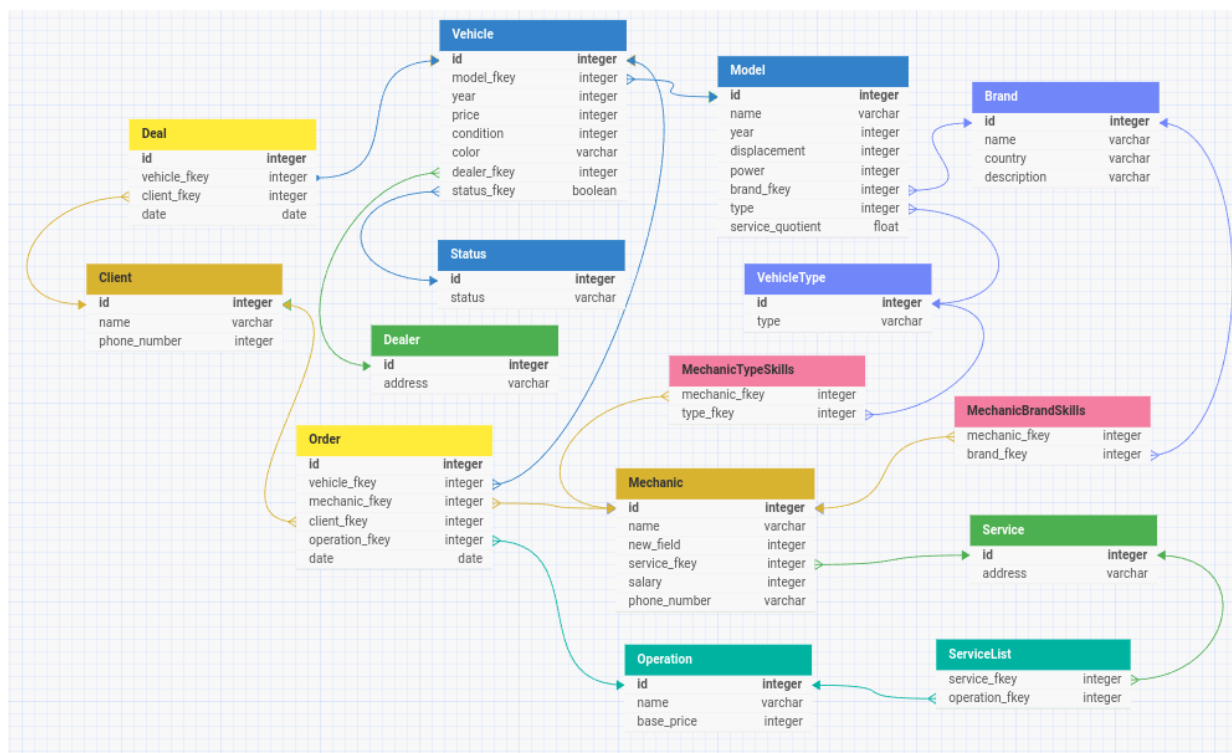 Vehicle
id integer
model_fkey integer
year integer
price integer
condition integer
color varchar
dealer_fkey integer
status_fkey boolean
Model
id integer
name varchar
year integer
displacement integer
power integer
brand_fkey integer
type integer
service_quotient float
Brand
id integer
name varchar
country varchar
description varchar
Deal
id integer
vehicle_fkey integer
client_fkey integer
date date
Status
id integer
status varchar
Client
id integer
name varchar
phone_number integer
VehicleType
id integer
type varchar
Dealer
id integer
address varchar
MechanicTypeSkills
mechanic_fkey integer
type_fkey integer
MechanicBrandSkills
mechanic_fkey integer
brand_fkey integer
Order
id integer
vehicle_fkey integer
mechanic_fkey integer
client_fkey integer
operation_fkey integer
date date
Mechanic
id integer
name varchar
new_field integer
service_fkey integer
salary integer
phone_number varchar
Service
id integer
address varchar
Operation
id integer
name varchar
base_price integer
ServiceList
service_fkey integer
operation_fkey integer